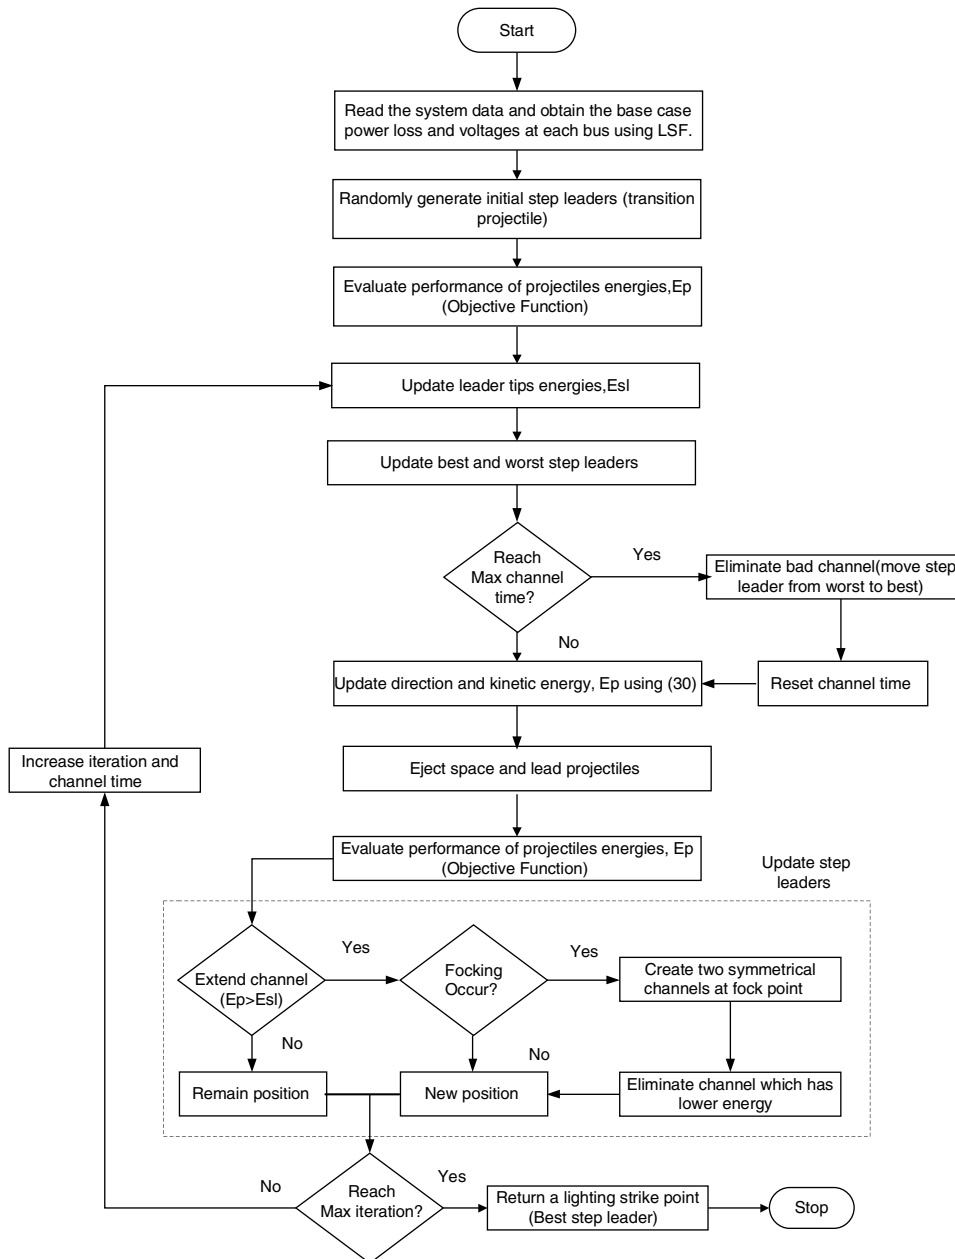 Start
Read the system data and obtain the base case
power loss and voltages at each bus using LSF.
Randomly generate initial step leaders (transition
projectile)
Evaluate performance of projectiles energies,Ep
(Objective Function)
Update leader tips energies,Esl
Update best and worst step leaders
Reach
Max channel
time?
Yes
Eliminate bad channel(move step
leader from worst to best)
No
Update direction and kinetic energy, Ep using (30)
Reset channel time
Increase iteration and
channel time
Eject space and lead projectiles
Evaluate performance of projectiles energies, Ep
(Objective Function)
Update step
leaders
Extend channel
(Ep>Esl)
Yes
Focking
Occur?
Yes
Create two symmetrical
channels at fock point
No
No
Remain position
New position
Eliminate channel which has
lower energy
No
Reach
Max iteration?
Yes
Return a lighting strike point
(Best step leader)
Stop